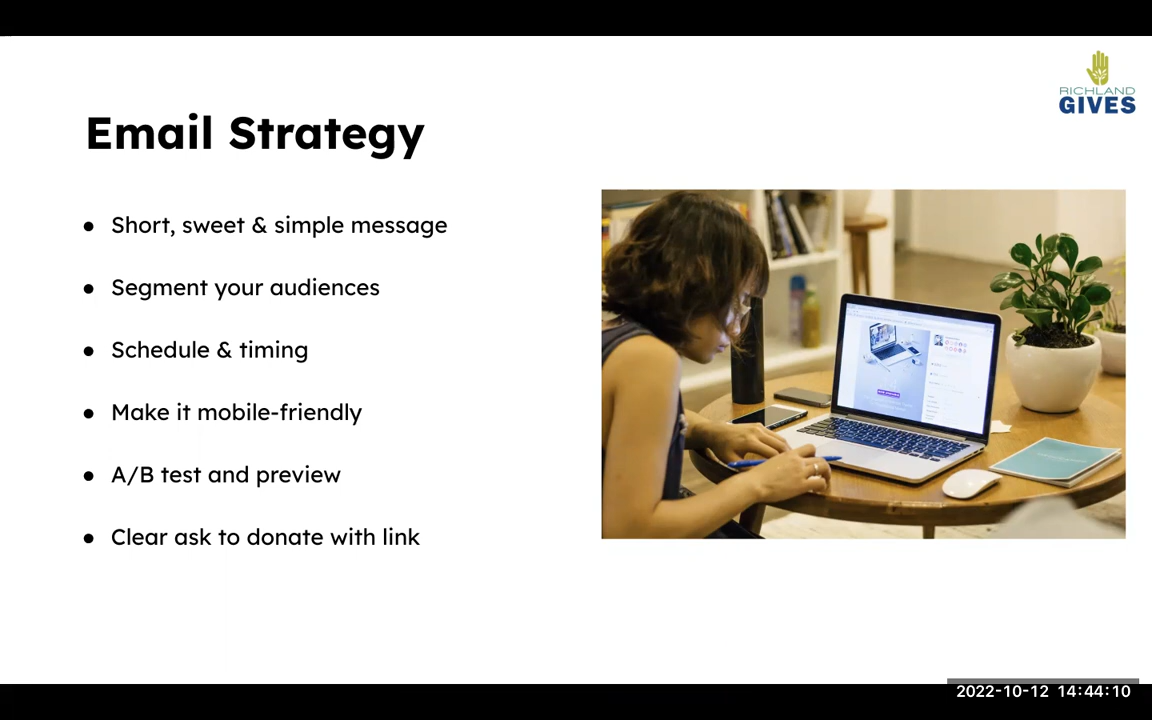 RICHLAND
GIVES
Email Strategy
● Short, sweet & simple message
● Segment your audiences
● Schedule & timing
● Make it mobile-friendly
● A/B test and preview
● Clear ask to donate with link
2022-10-12 14:44:10